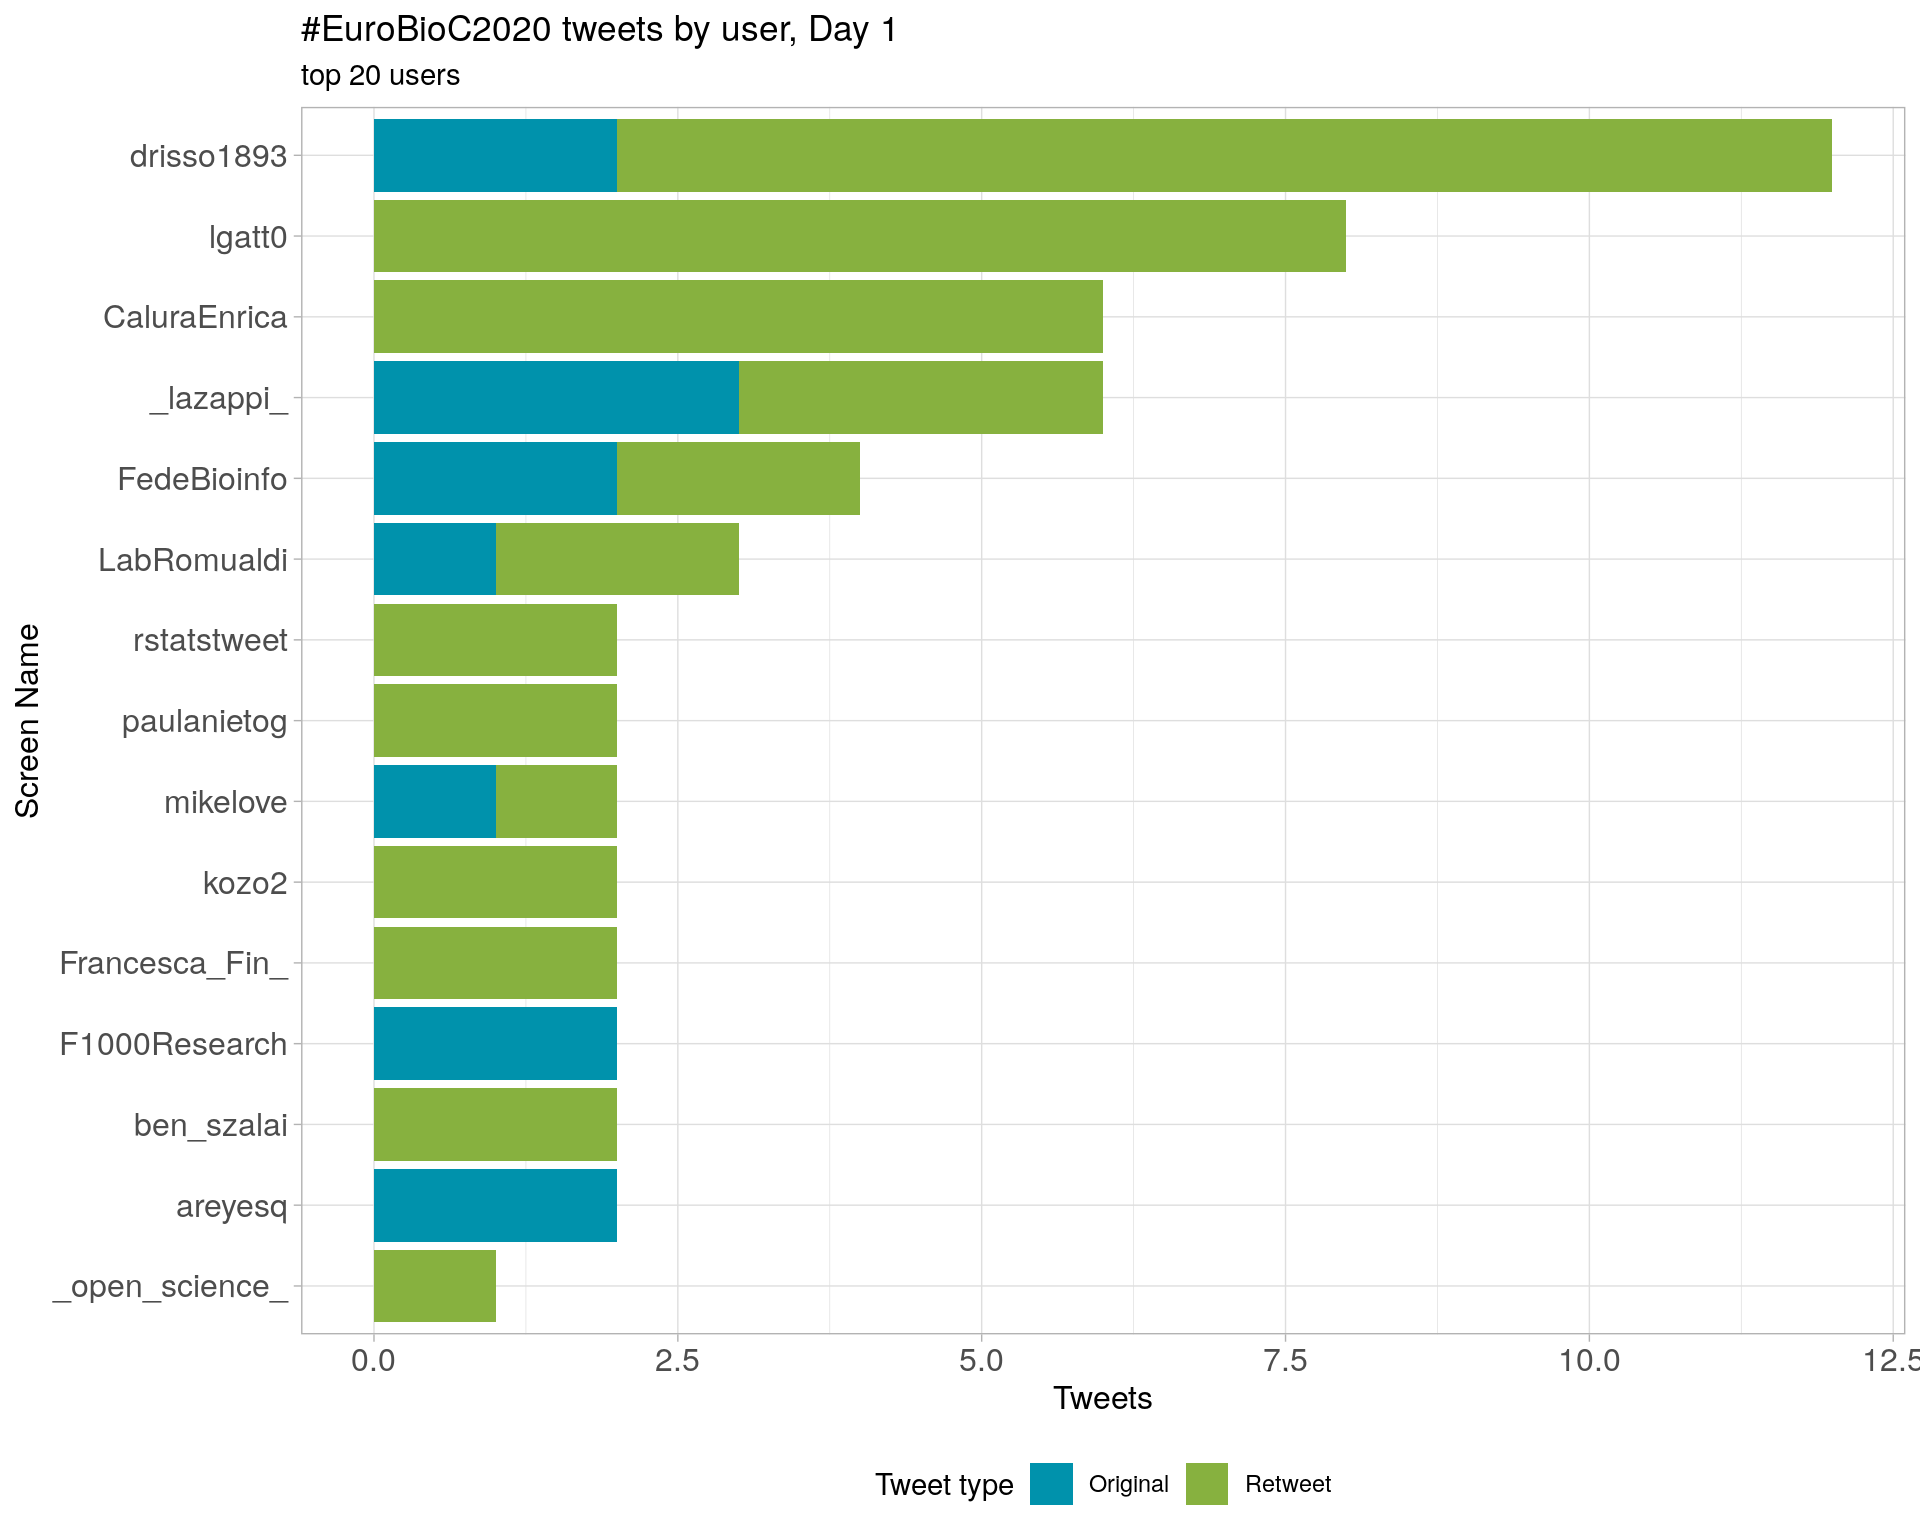 #EuroBioC2020 tweets by user, Day 1
top 20 users
Screen Name
drisso1893
lgatt0
CaluraEnrica
_lazappi_
FedeBioinfo
LabRomualdi
rstatstweet
paulanietog
mikelove
kozo2
Francesca_Fin_
F1000Research
ben_szalai
areyesq
_open_science_
0.0 2.5 5.0 7.5 10.0 12.5
Tweets
Tweet type Original Retweet